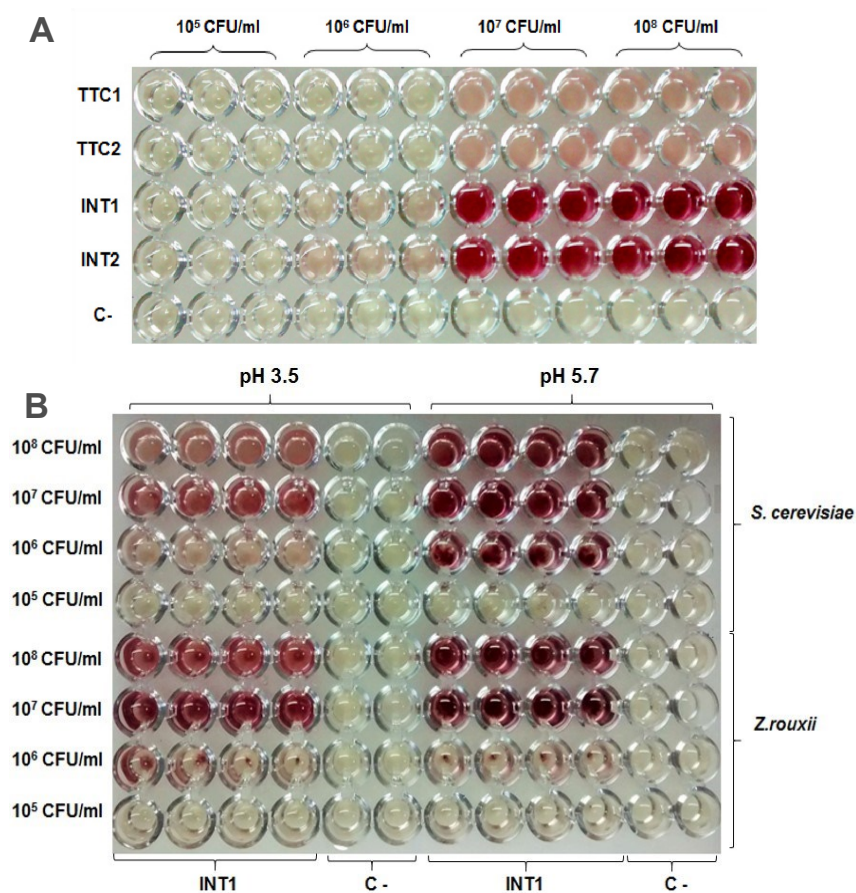 A
10⁵ CFU/ml 10⁶ CFU/ml 10⁷ CFU/ml 10⁸ CFU/ml
TTC1
TTC2
INT1
INT2
C-
B
pH 3.5 pH 5.7
10⁸ CFU/ml
10⁷ CFU/ml
10⁶ CFU/ml
10⁵ CFU/ml
S. cerevisiae
10⁸ CFU/ml
10⁷ CFU/ml
10⁶ CFU/ml
10⁵ CFU/ml
Z.rouxii
INT1 C - INT1 C -